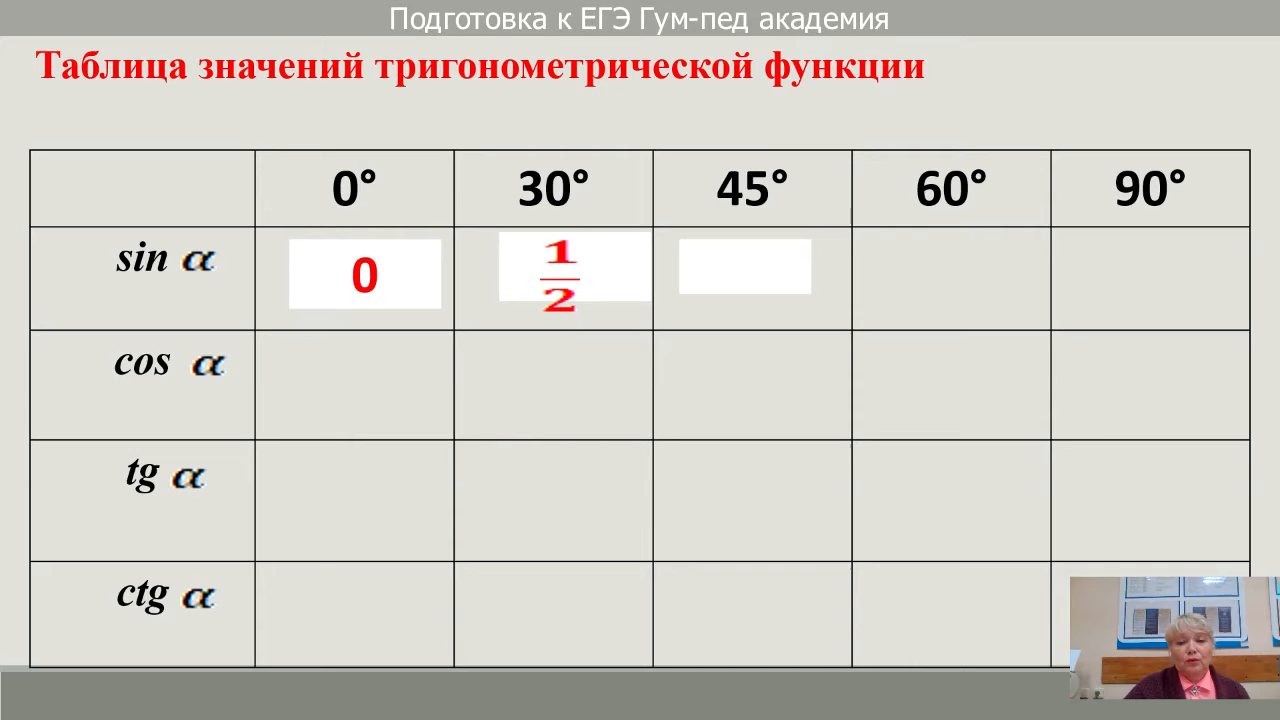 Подготовка к ЕГЭ Гум-пед академия
Таблица значений тригонометрической функции
0° 30° 45° 60° 90°
sin α 0 1/2
cos α
tg α
ctg α